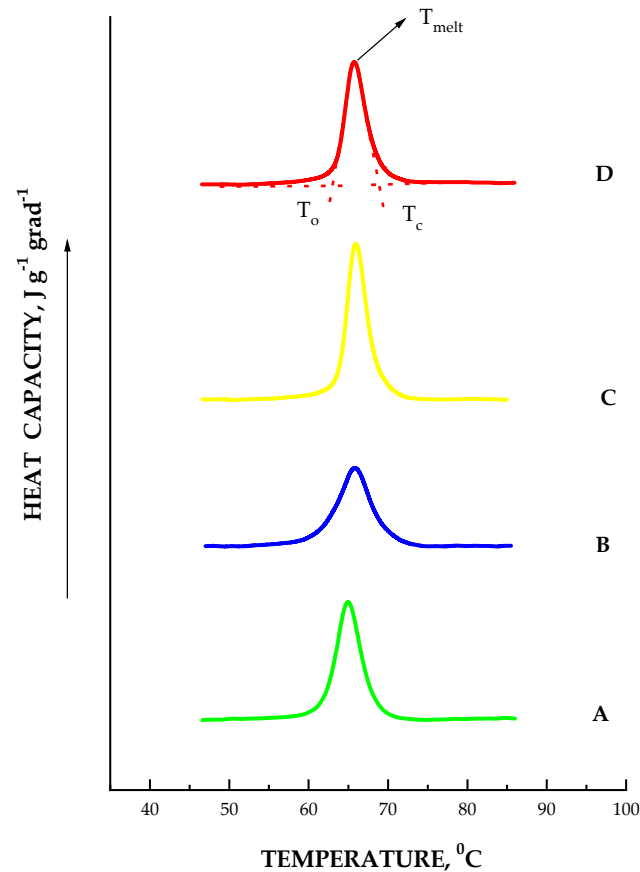 T_melt
D
T_o
T_c
HEAT CAPACITY, J g⁻¹ grad⁻¹
C
B
A
40 50 60 70 80 90 100
TEMPERATURE, ⁰C